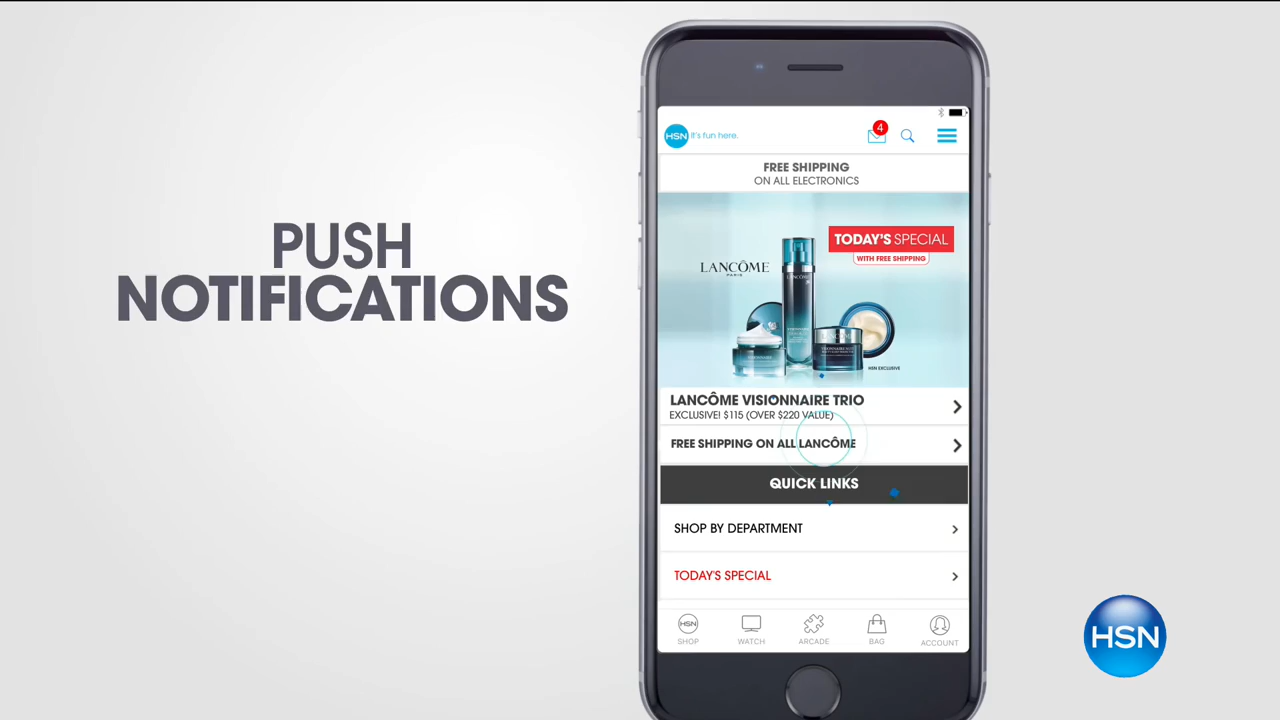 PUSH
NOTIFICATIONS
HSN it's fun here.
4
FREE SHIPPING
ON ALL ELECTRONICS
TODAY'S SPECIAL
WITH FREE SHIPPING
LANCÔME
PARIS
HSN EXCLUSIVE
LANCÔME VISIONNAIRE TRIO
EXCLUSIVE! $115 (OVER $220 VALUE)
FREE SHIPPING ON ALL LANCÔME
QUICK LINKS
SHOP BY DEPARTMENT
TODAY'S SPECIAL
HSN
SHOP
WATCH
ARCADE
BAG
ACCOUNT
HSN